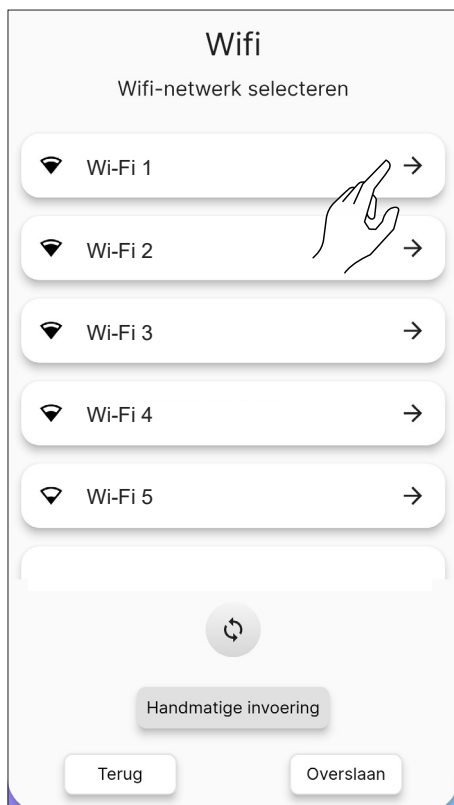 Wifi
Wifi-netwerk selecteren
Wi-Fi 1
Wi-Fi 2
Wi-Fi 3
Wi-Fi 4
Wi-Fi 5
Handmatige invoering
Terug Overslaan